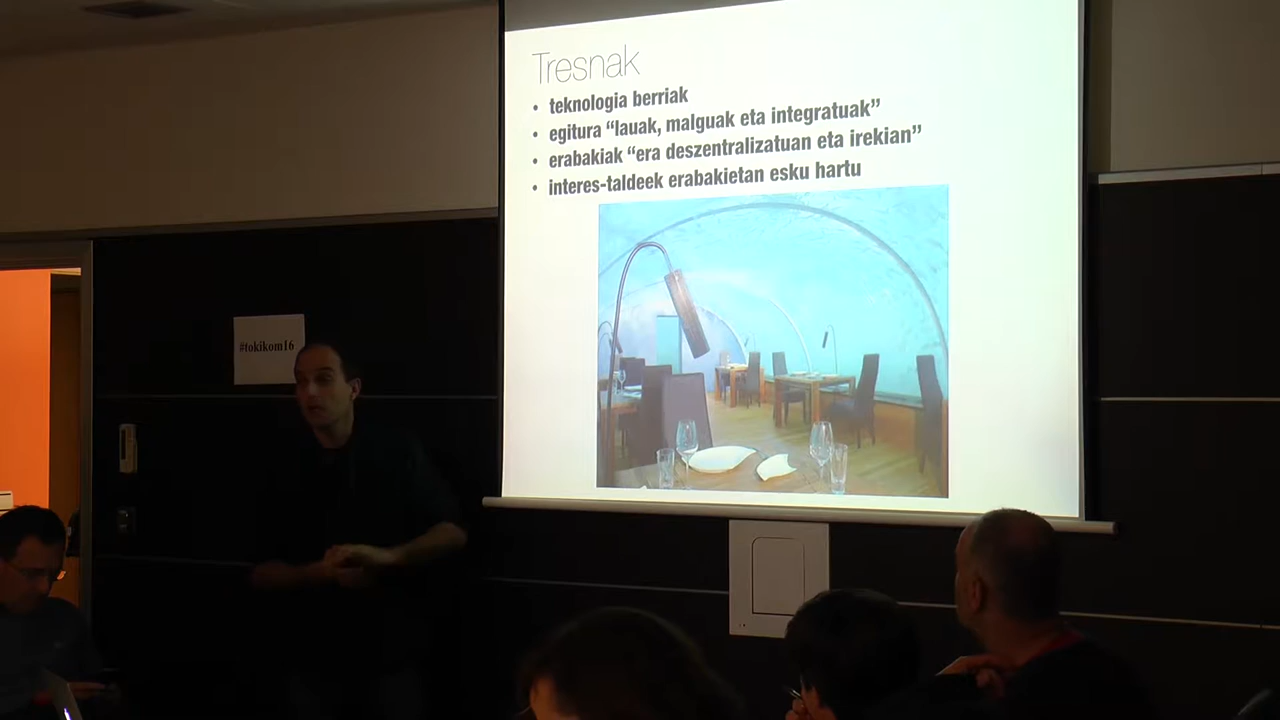 Tresnak
• teknologia berriak
• egitura “lauak, malguak eta integratuak”
• erabakiak “era deszentralizatuan eta irekian”
• interes-taldeek erabakietan esku hartu
#tokikom16